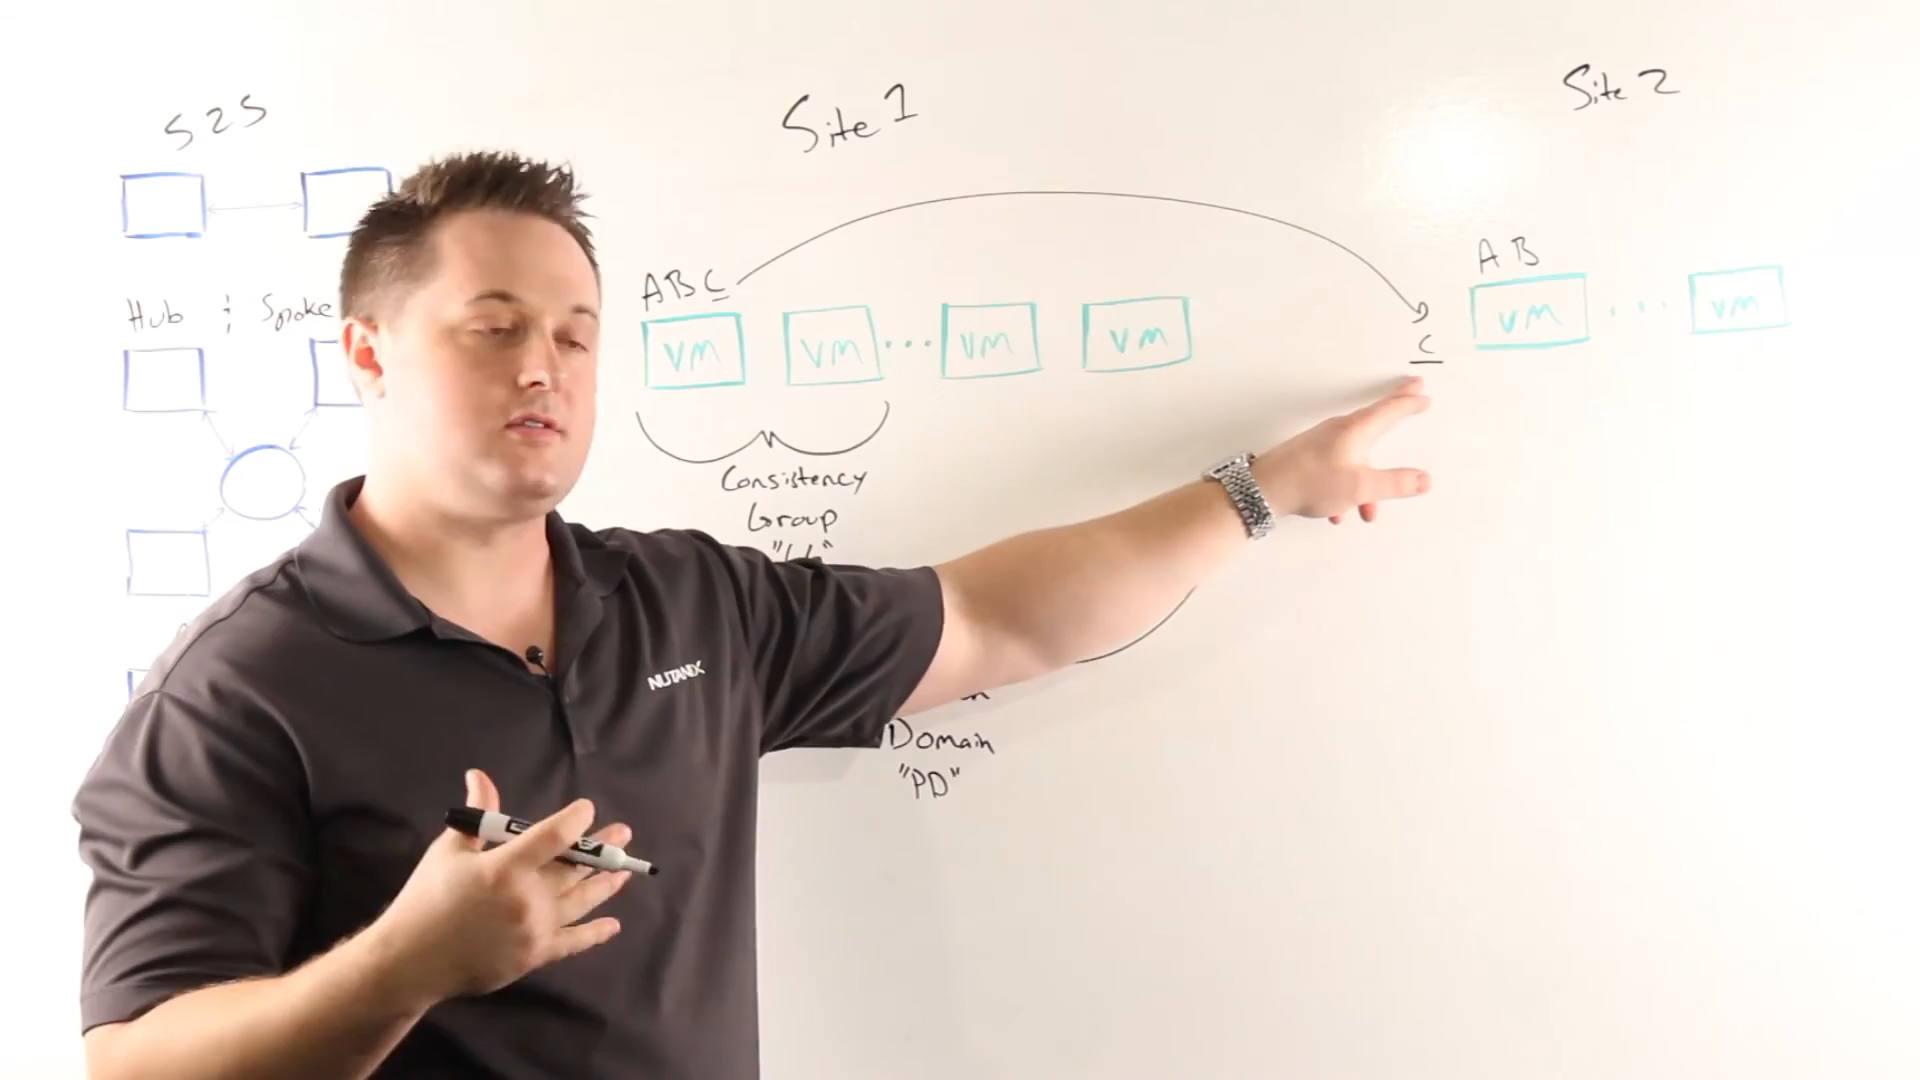 S2S
Site 1
Site 2
Hub & Spoke
ABC
AB
VM
VM
...
VM
VM
C
VM
...
VM
Consistency
Group
Domain
"PD"
NUTANIX